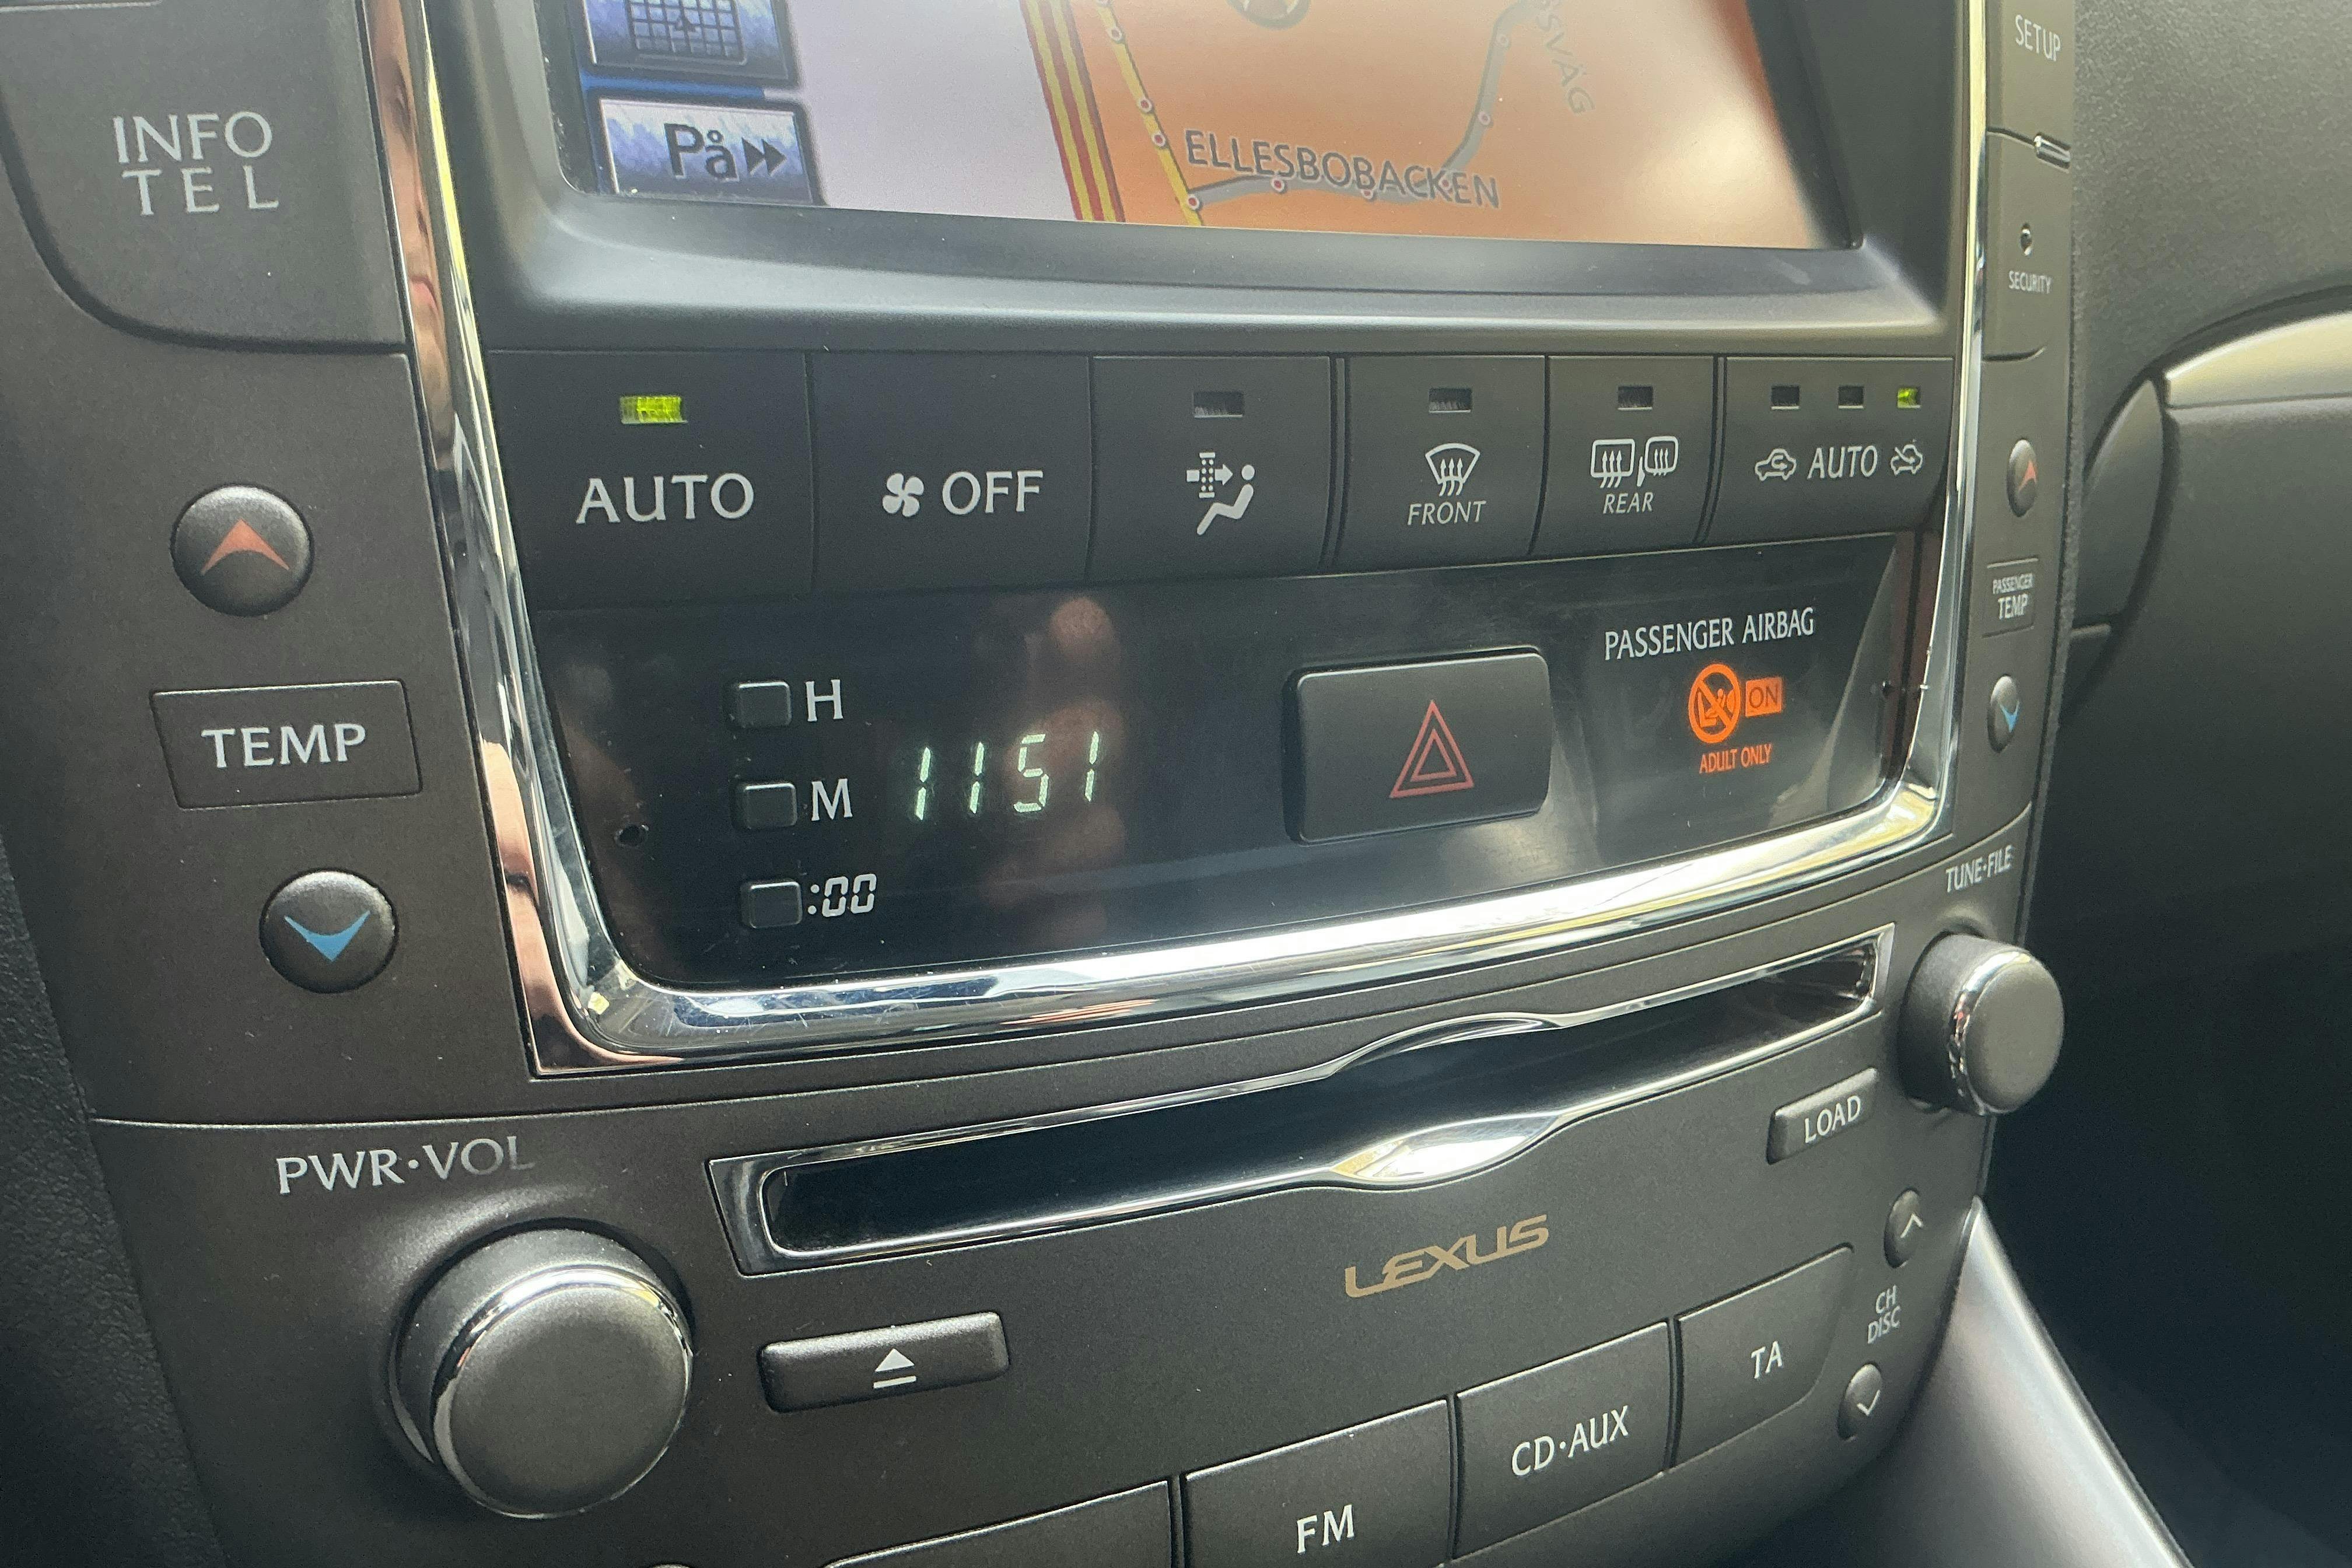 INFO
TEL
På
ELLESBOBACKEN
SETUP
SECURITY
AUTO
OFF
FRONT
REAR
AUTO
TEMP
PASSENGER
TEMP
H
M
:00
1151
PASSENGER AIRBAG
ON
ADULT ONLY
TUNE·FILE
PWR·VOL
LOAD
LEXUS
CH
DISC
FM
CD·AUX
TA